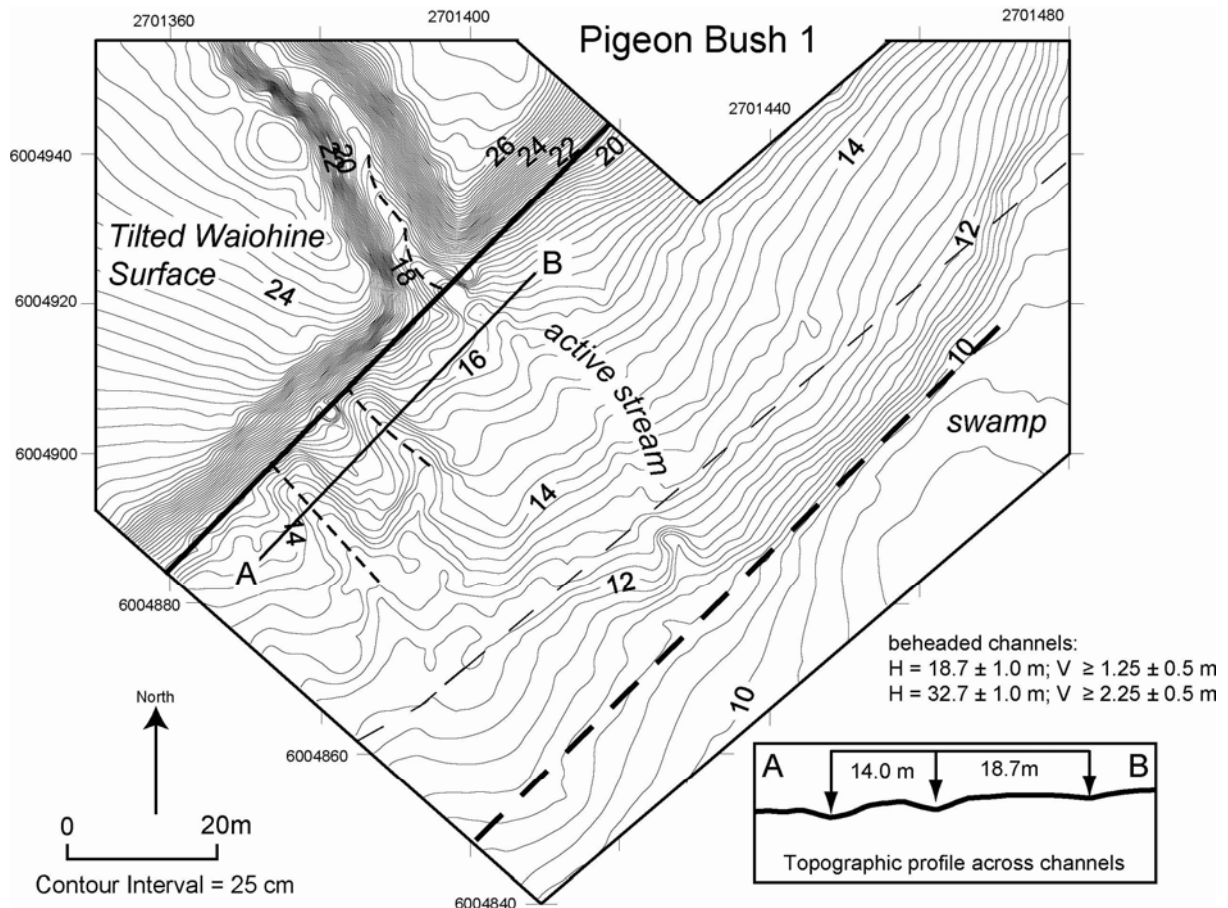 2701360
2701400
2701480
Pigeon Bush 1
2701440
6004940
26 24 22 20
22 20
14
Tilted Waiohine
Surface
12
18
B
24
6004920
active stream
16
10
swamp
6004900
14
14
A
12
6004880
beheaded channels:
H = 18.7 ± 1.0 m; V ≥ 1.25 ± 0.5 m
H = 32.7 ± 1.0 m; V ≥ 2.25 ± 0.5 m
10
North
6004860
A
B
14.0 m
18.7m
0
20m
Topographic profile across channels
Contour Interval = 25 cm
6004840